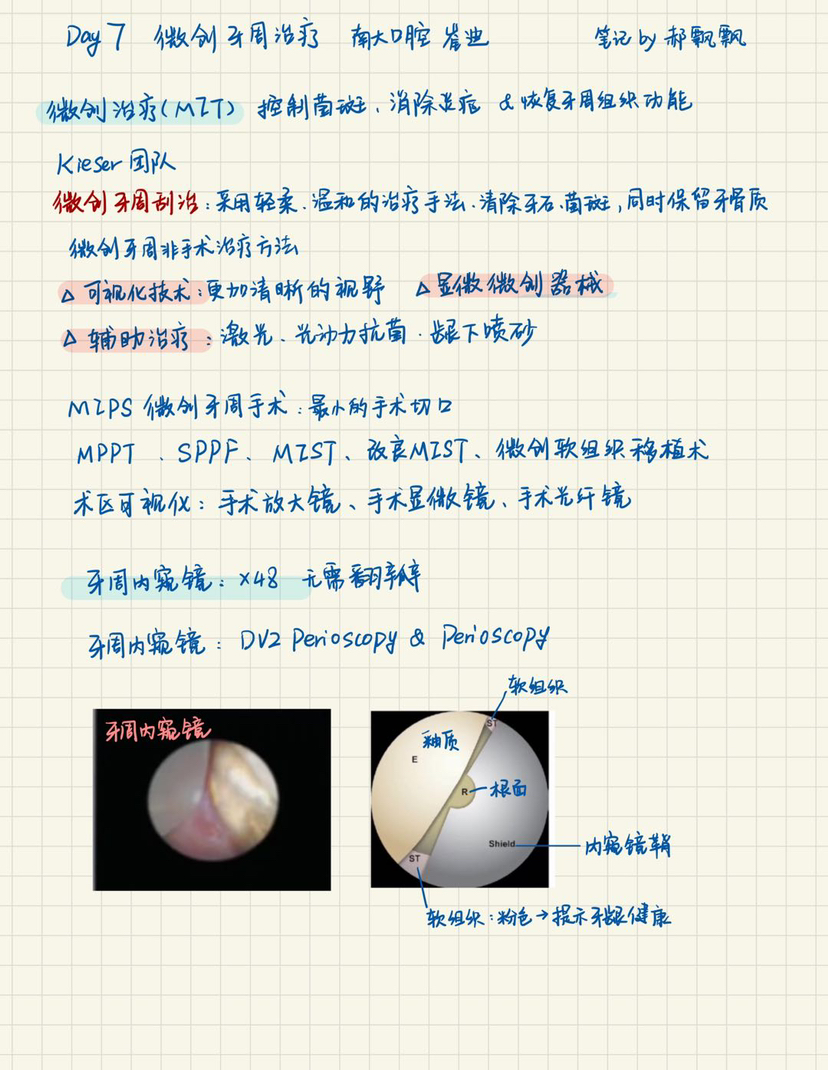 Day 7 微创牙周治疗 南大口腔 崔迪 笔记 by 郝飘飘
微创治疗(MIT) 控制菌斑、消除炎症 & 恢复牙周组织功能
Kieser 团队
微创牙周刮治：采用轻柔、温和的治疗手法、清除牙石、菌斑，同时保留牙骨质
微创牙周非手术治疗方法
△ 可视化技术：更加清晰的视野 △ 显微微创器械
△ 辅助治疗：激光、光动力抗菌、龈下喷砂
MIPS 微创牙周手术：最小的手术切口
MPPT、SPPF、MIST、改良MIST、微创软组织移植术
术区可视仪：手术放大镜、手术显微镜、手术光纤镜
牙周内窥镜：×48 无需翻瓣
牙周内窥镜：DV2 Perioscopy & Perioscopy
软组织
牙周内窥镜
ST
釉质
E
R 根面
Shield 内窥镜鞘
ST
软组织：粉色→提示牙龈健康